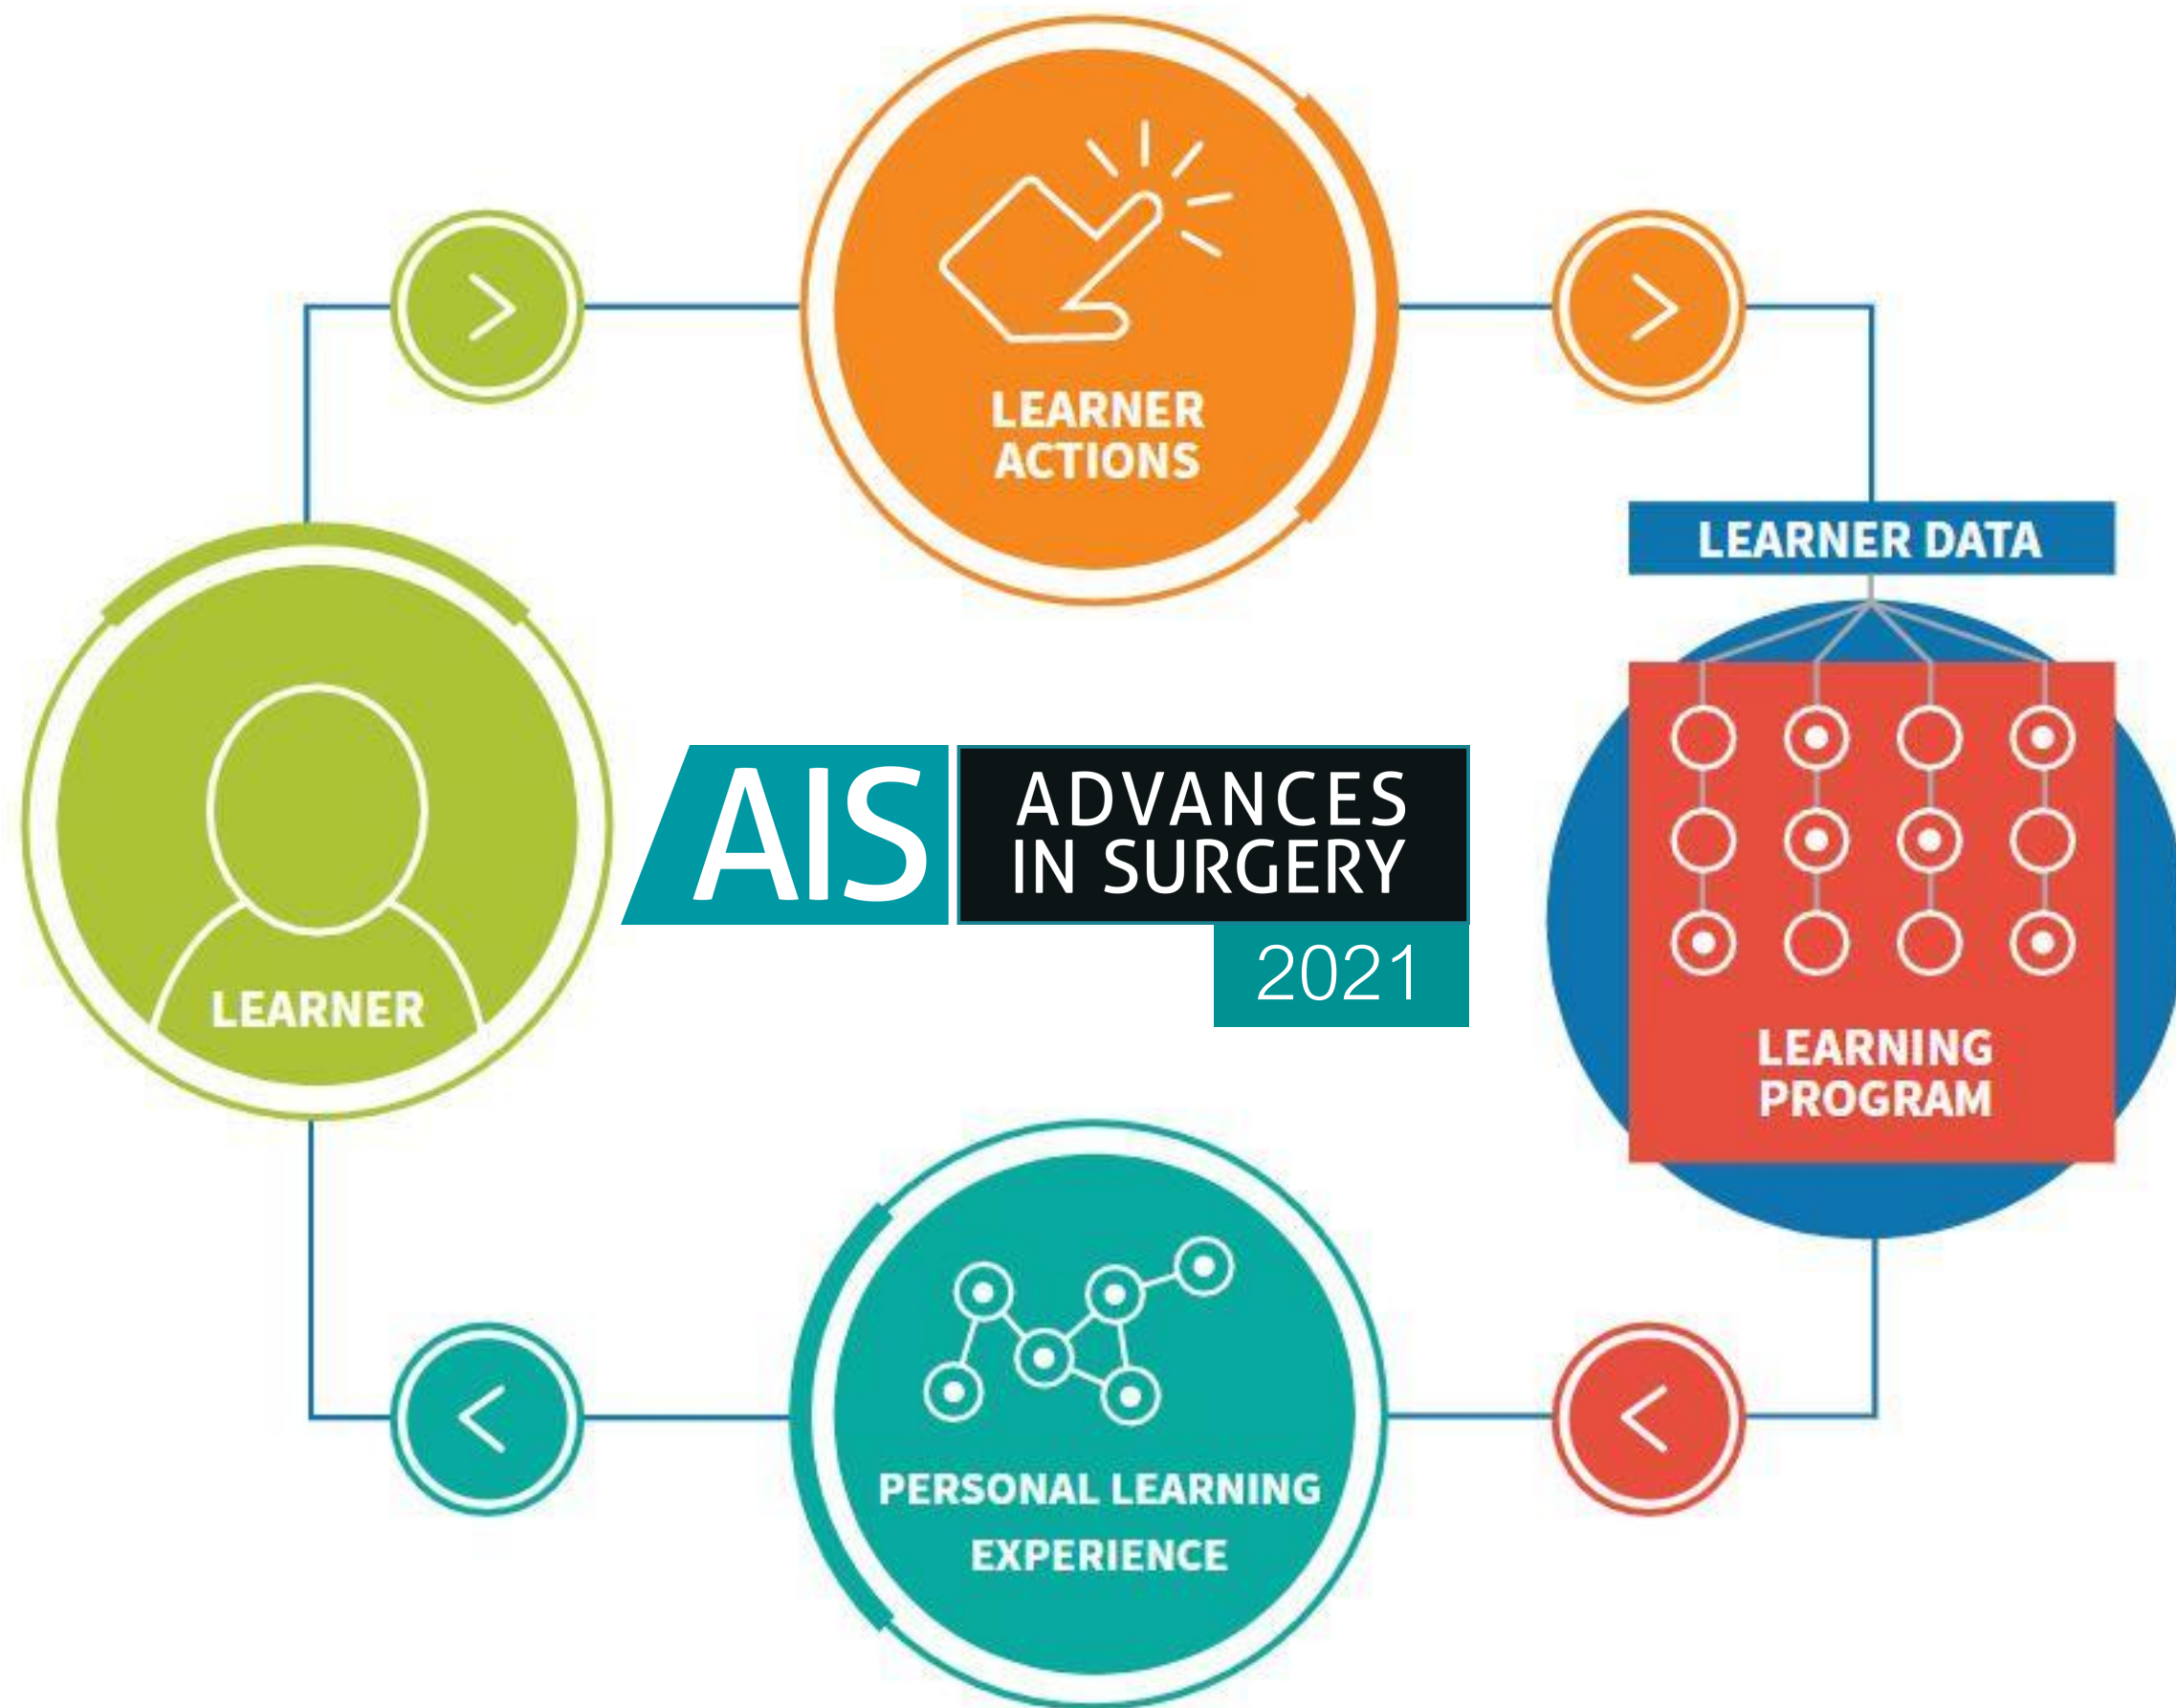 LEARNER
ACTIONS
LEARNER DATA
LEARNER
AIS
ADVANCES
IN SURGERY
2021
LEARNING
PROGRAM
PERSONAL LEARNING
EXPERIENCE